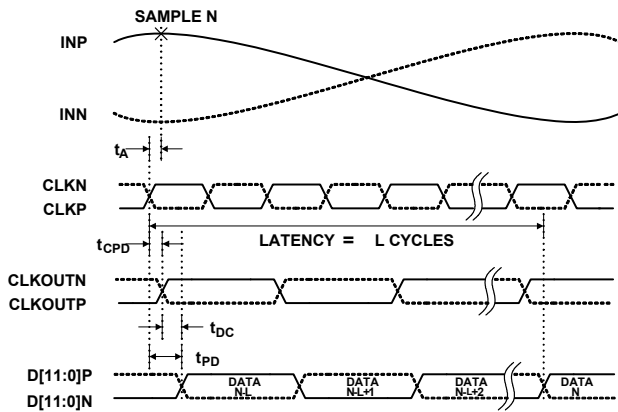 SAMPLE N
INP
INN
tA
CLKN
CLKP
tCPD
LATENCY = L CYCLES
CLKOUTN
CLKOUTP
tDC
tPD
D[11:0]P
D[11:0]N
DATA
N-L
DATA
N-L+1
DATA
N-L+2
DATA
N